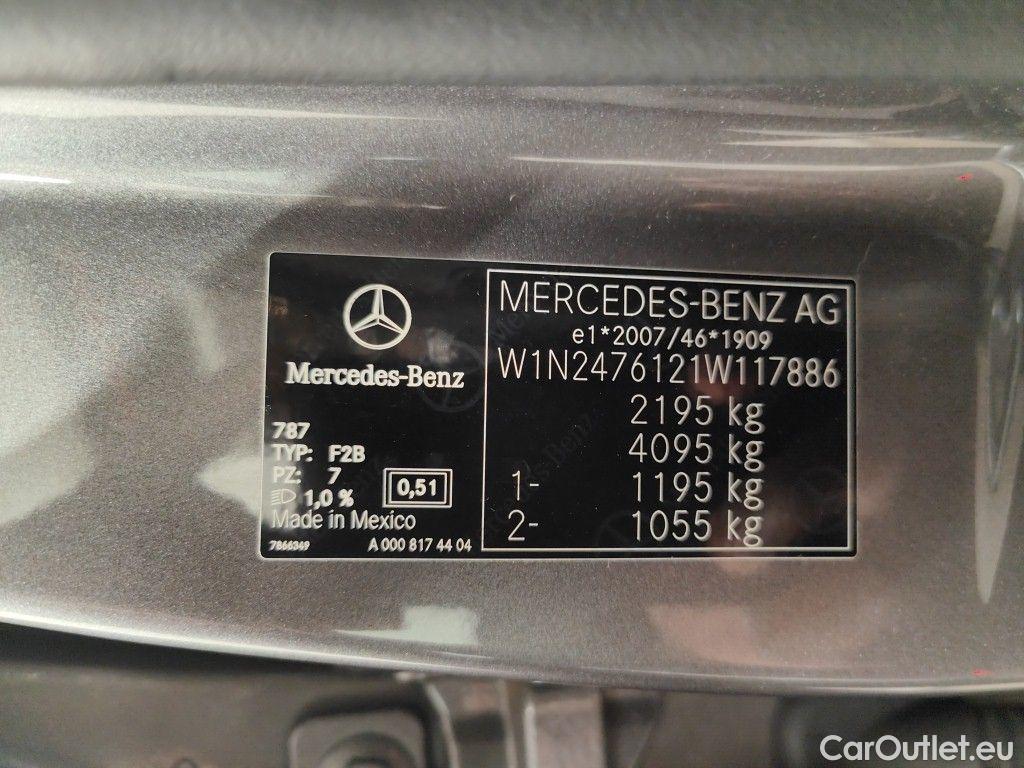 Mercedes-Benz
787
TYP: F2B
PZ: 7
1,0 %
0,51
Made in Mexico
7866349
A 000 817 44 04
MERCEDES-BENZ AG
e1*2007/46*1909
W1N2476121W117886
2195 kg
4095 kg
1- 1195 kg
2- 1055 kg
CarOutlet.eu